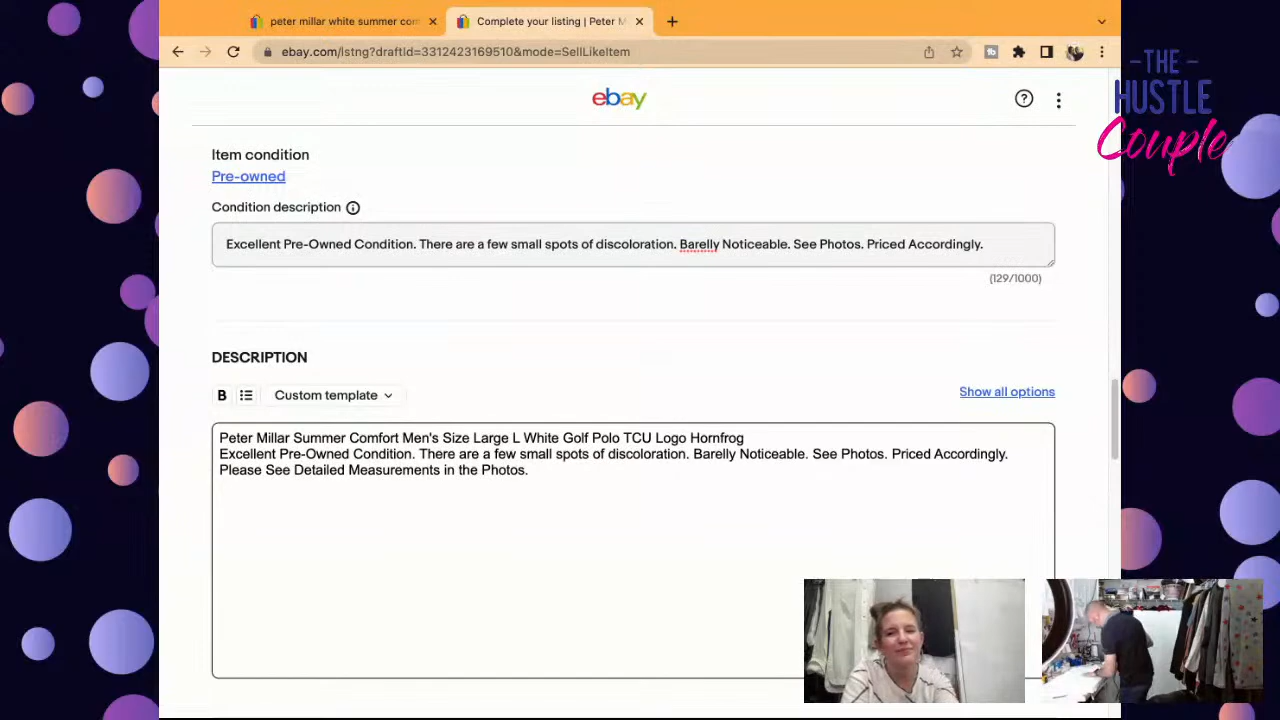 peter millar white summer com
Complete your listing | Peter M
ebay.com/lstng?draftId=3312423169510&mode=SellLikeItem
-THE-
HUSTLE
Couple
ebay
Item condition
Pre-owned
Condition description
Excellent Pre-Owned Condition. There are a few small spots of discoloration. Barelly Noticeable. See Photos. Priced Accordingly.
(129/1000)
DESCRIPTION
B
Custom template
Show all options
Peter Millar Summer Comfort Men's Size Large L White Golf Polo TCU Logo Hornfrog
Excellent Pre-Owned Condition. There are a few small spots of discoloration. Barelly Noticeable. See Photos. Priced Accordingly.
Please See Detailed Measurements in the Photos.